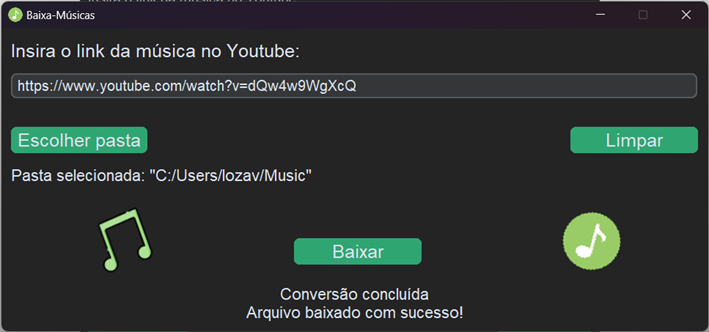 Baixa-Músicas
Insira o link da música no Youtube:
https://www.youtube.com/watch?v=dQw4w9WgXcQ
Escolher pasta
Limpar
Pasta selecionada: "C:/Users/lozav/Music"
Baixar
Conversão concluída
Arquivo baixado com sucesso!